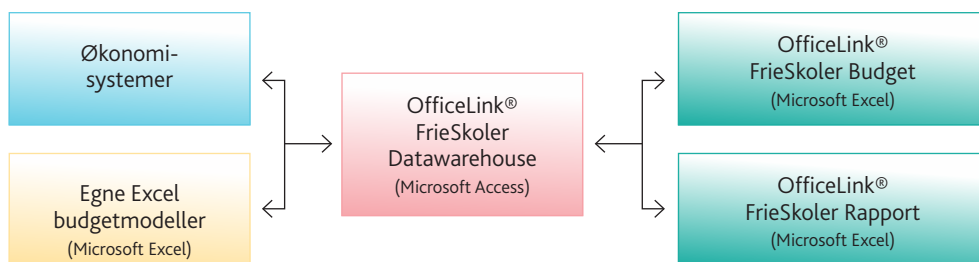 Økonomi-
systemer
Egne Excel
budgetmodeller
(Microsoft Excel)
OfficeLink®
FrieSkoler
Datawarehouse
(Microsoft Access)
OfficeLink®
FrieSkoler Budget
(Microsoft Excel)
OfficeLink®
FrieSkoler Rapport
(Microsoft Excel)